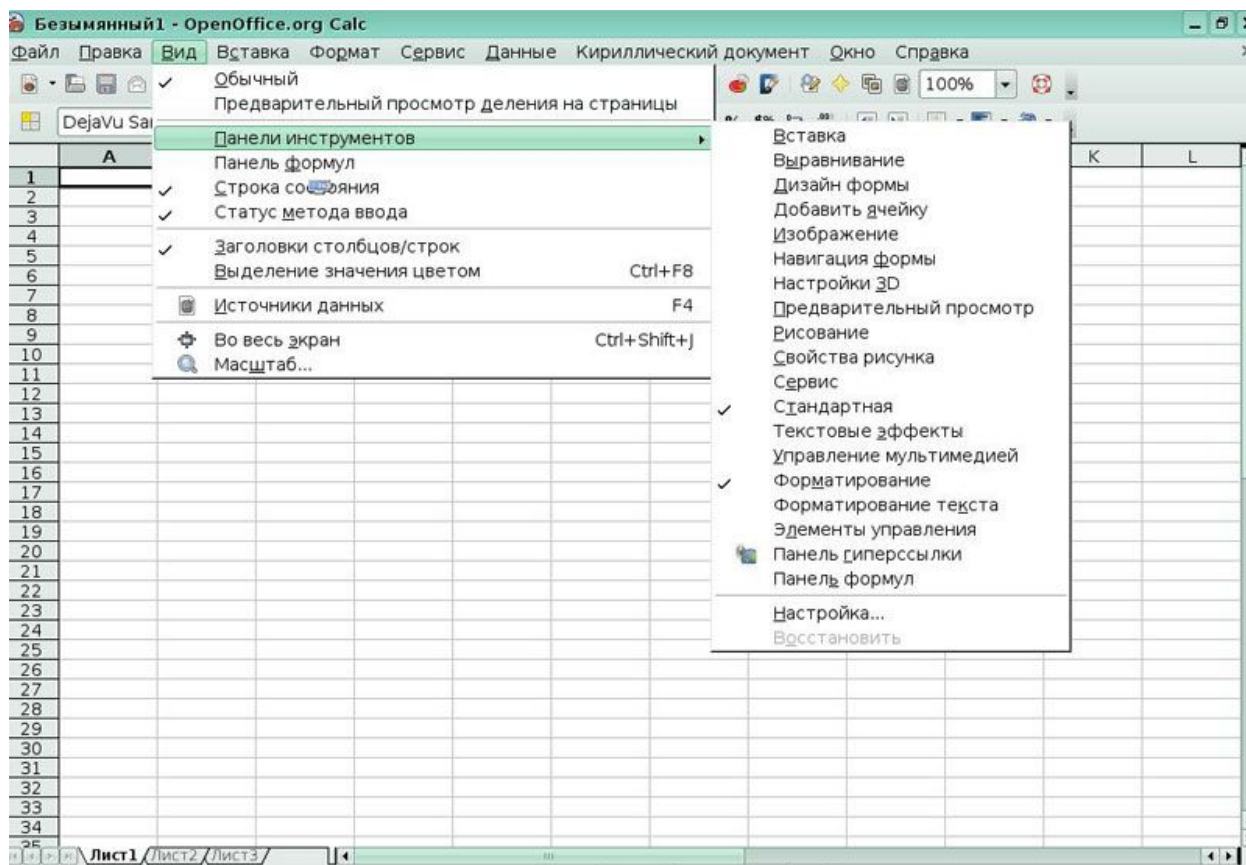 Безымянный1 - OpenOffice.org Calc
Файл Правка Вид Вставка Формат Сервис Данные Кириллический документ Окно Справка
100%
DejaVu Sa
Обычный
Предварительный просмотр деления на страницы
Панели инструментов
Панель формул
Строка состояния
Статус метода ввода
Заголовки столбцов/строк
Выделение значения цветом Ctrl+F8
Источники данных F4
Во весь экран Ctrl+Shift+J
Масштаб...
Вставка
Выравнивание
Дизайн формы
Добавить ячейку
Изображение
Навигация формы
Настройки 3D
Предварительный просмотр
Рисование
Свойства рисунка
Сервис
Стандартная
Текстовые эффекты
Управление мультимедией
Форматирование
Форматирование текста
Элементы управления
Панель гиперссылки
Панель формул
Настройка...
Восстановить
A K L
1
2
3
4
5
6
7
8
9
10
11
12
13
14
15
16
17
18
19
20
21
22
23
24
25
26
27
28
29
30
31
32
33
34
35
Лист1 Лист2 Лист3